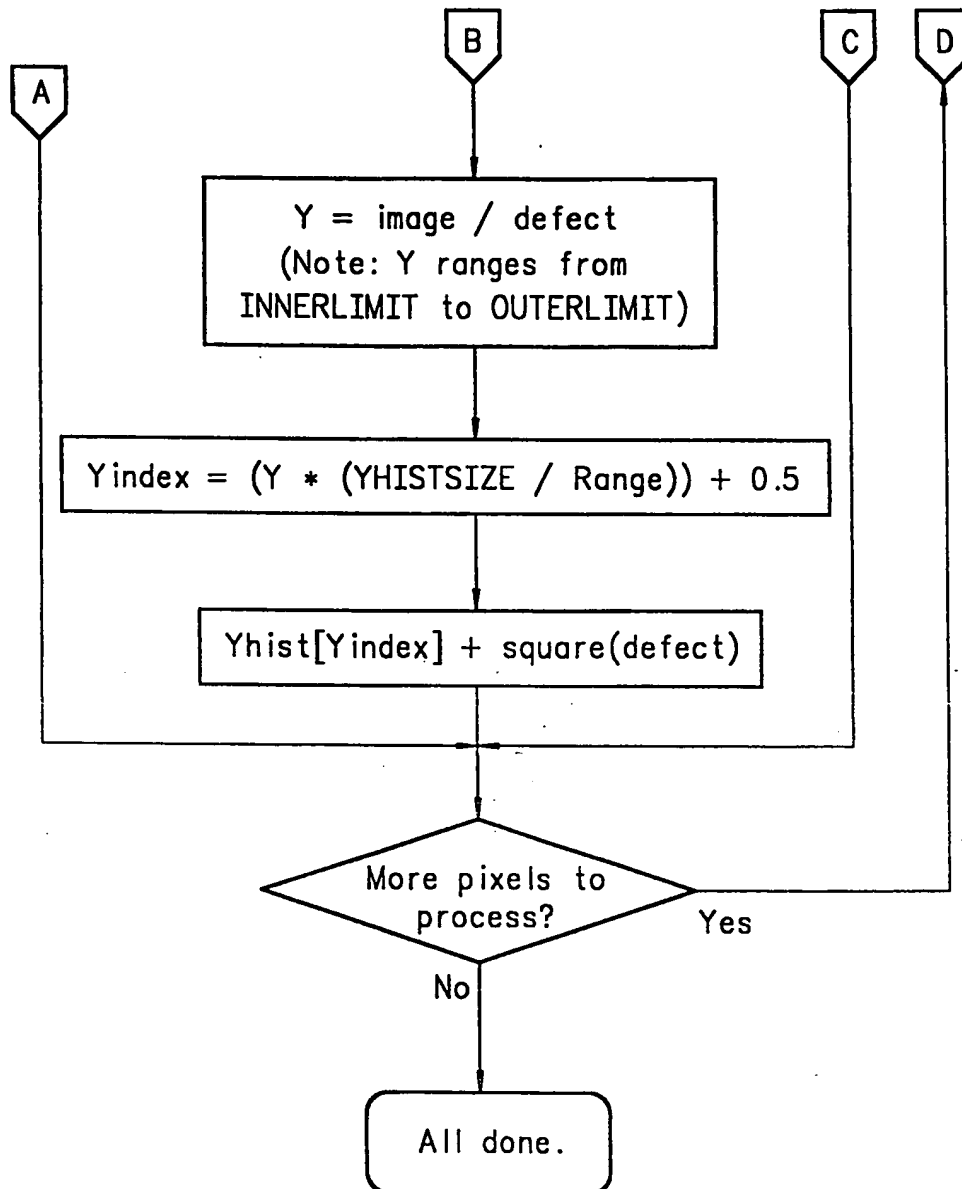 A
B
C
D
Y = image / defect
(Note: Y ranges from
INNERLIMIT to OUTERLIMIT)
Yindex = (Y * (YHISTSIZE / Range)) + 0.5
Yhist[Yindex] + square(defect)
More pixels to
process?
Yes
No
All done.